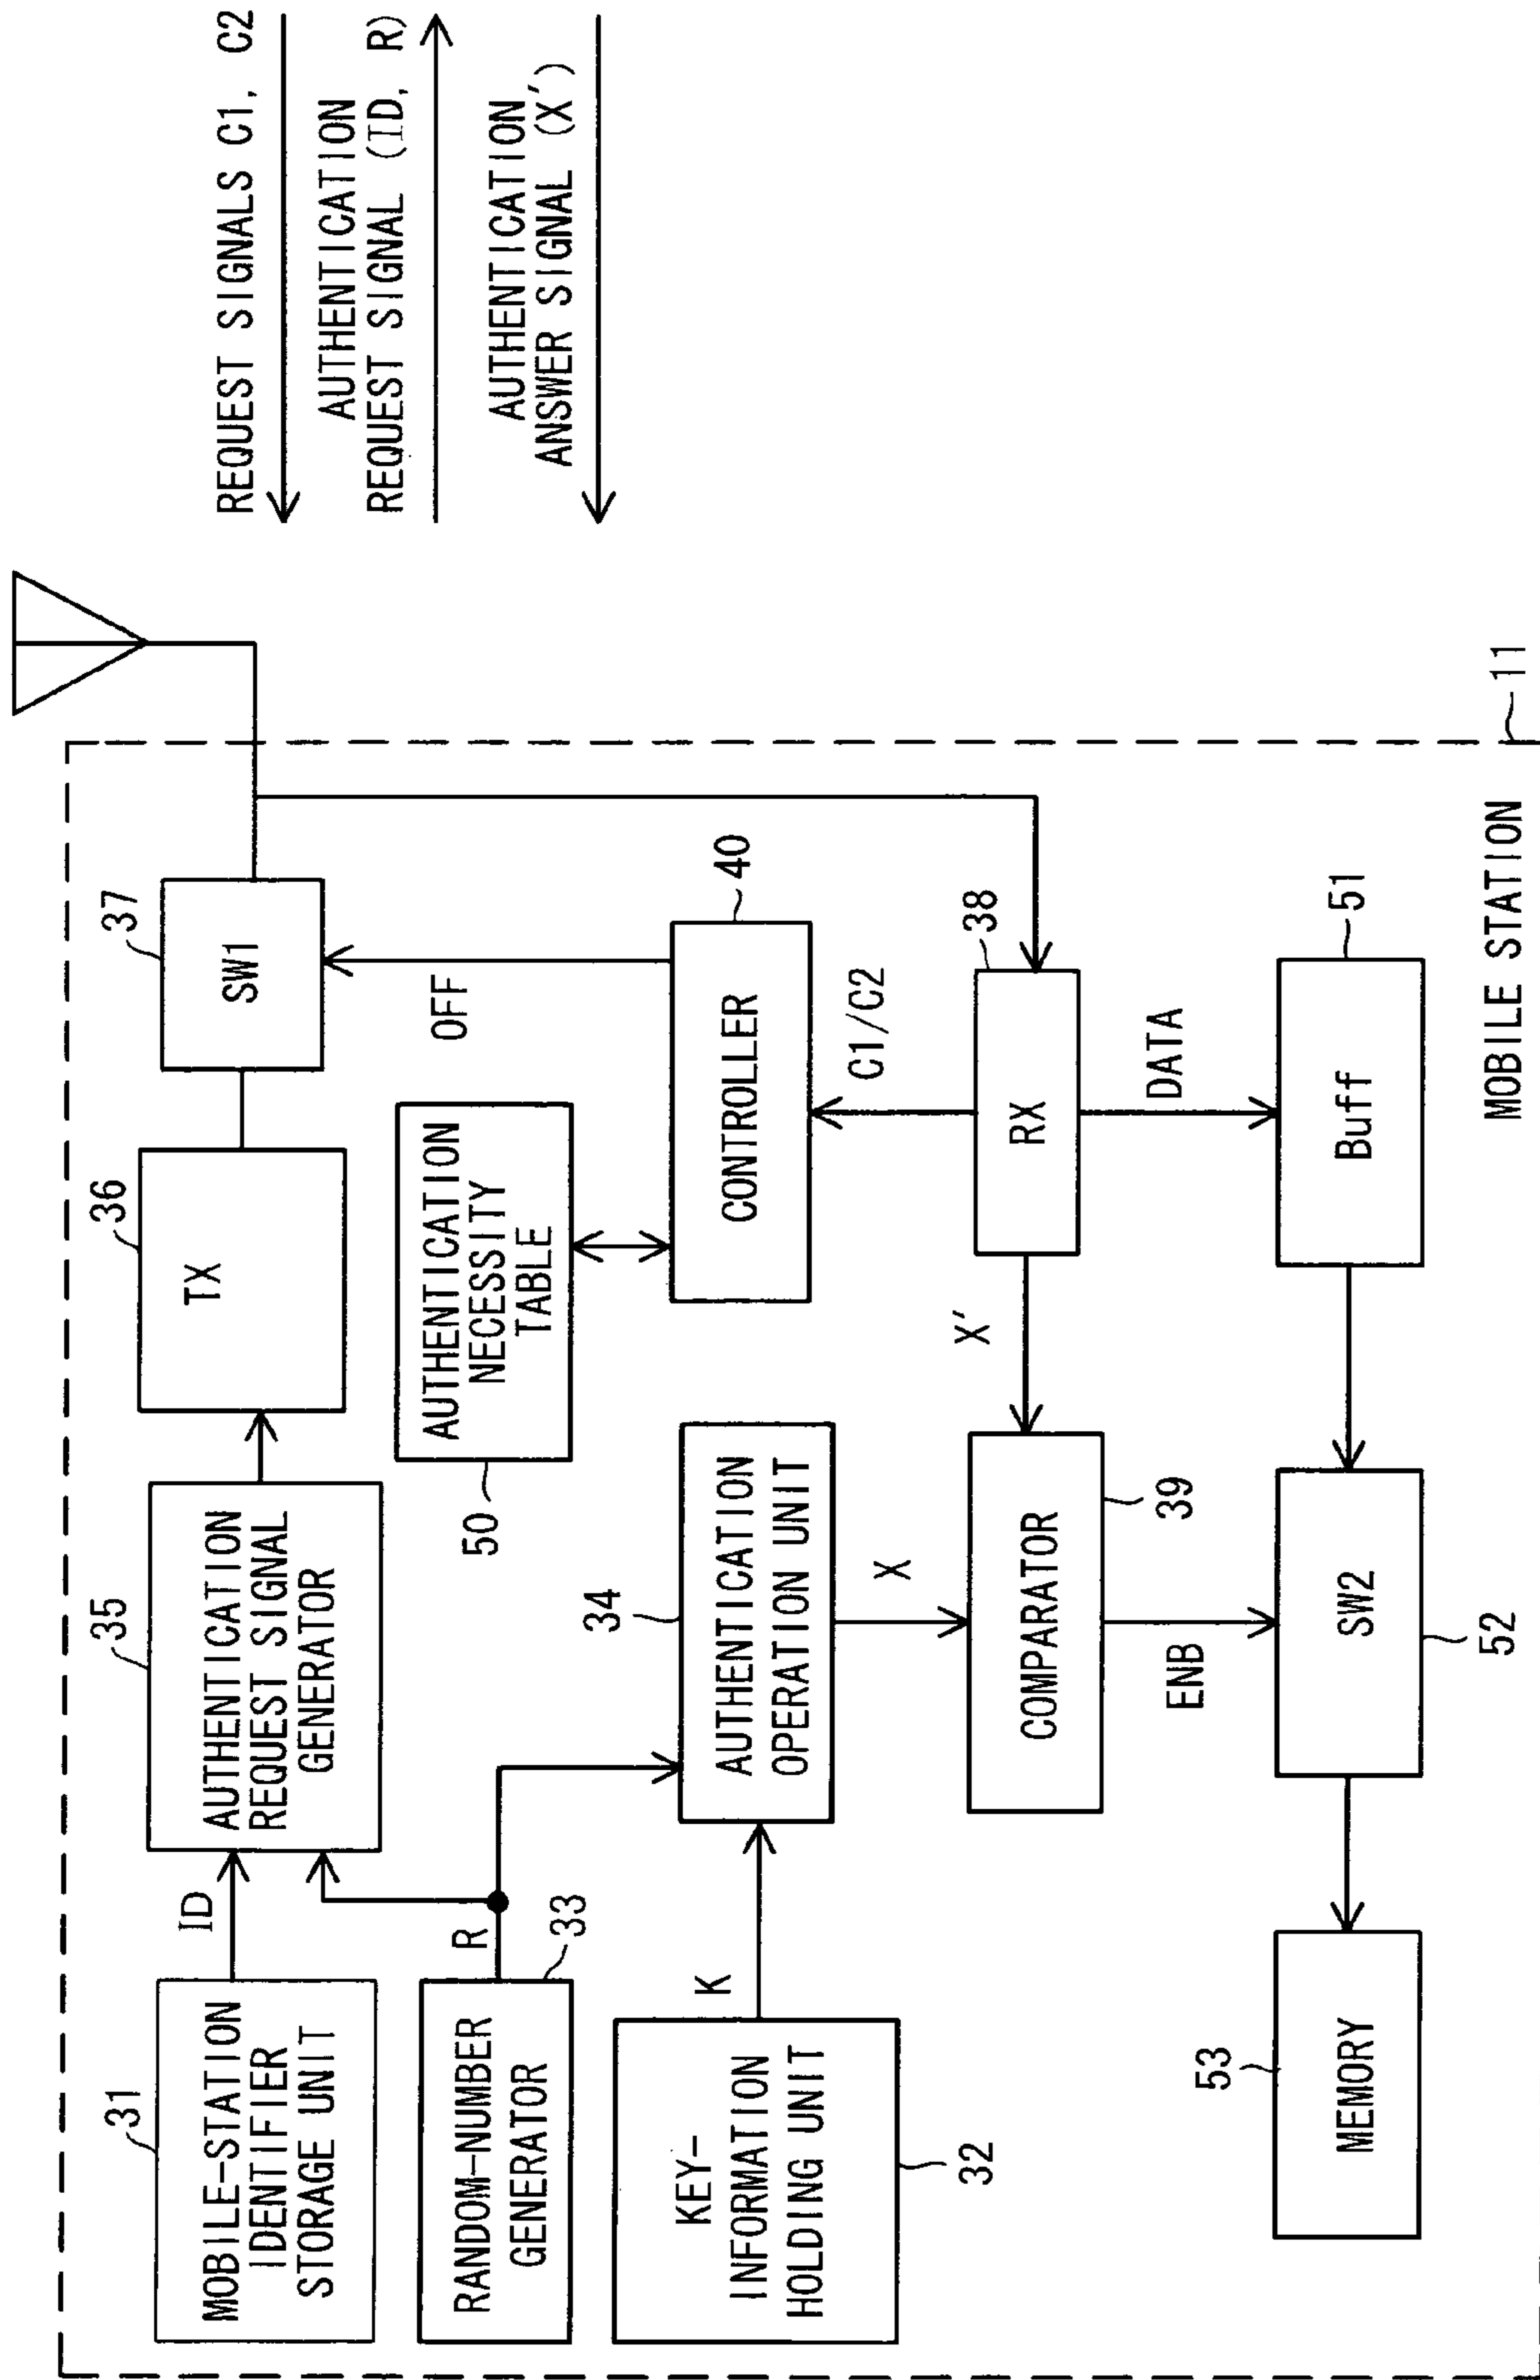 REQUEST SIGNALS C1, C2
AUTHENTICATION
REQUEST SIGNAL (ID, R)
AUTHENTICATION
ANSWER SIGNAL (X')
31
MOBILE-STATION
IDENTIFIER
STORAGE UNIT
ID
35
AUTHENTICATION
REQUEST SIGNAL
GENERATOR
36
TX
37
SW1
OFF
RANDOM-NUMBER
GENERATOR
33
R
50
AUTHENTICATION
NECESSITY
TABLE
40
CONTROLLER
KEY-
INFORMATION
HOLDING UNIT
32
K
34
AUTHENTICATION
OPERATION UNIT
X
C1/C2
38
RX
X'
COMPARATOR
39
ENB
DATA
53
MEMORY
SW2
52
Buff
51
MOBILE STATION
11